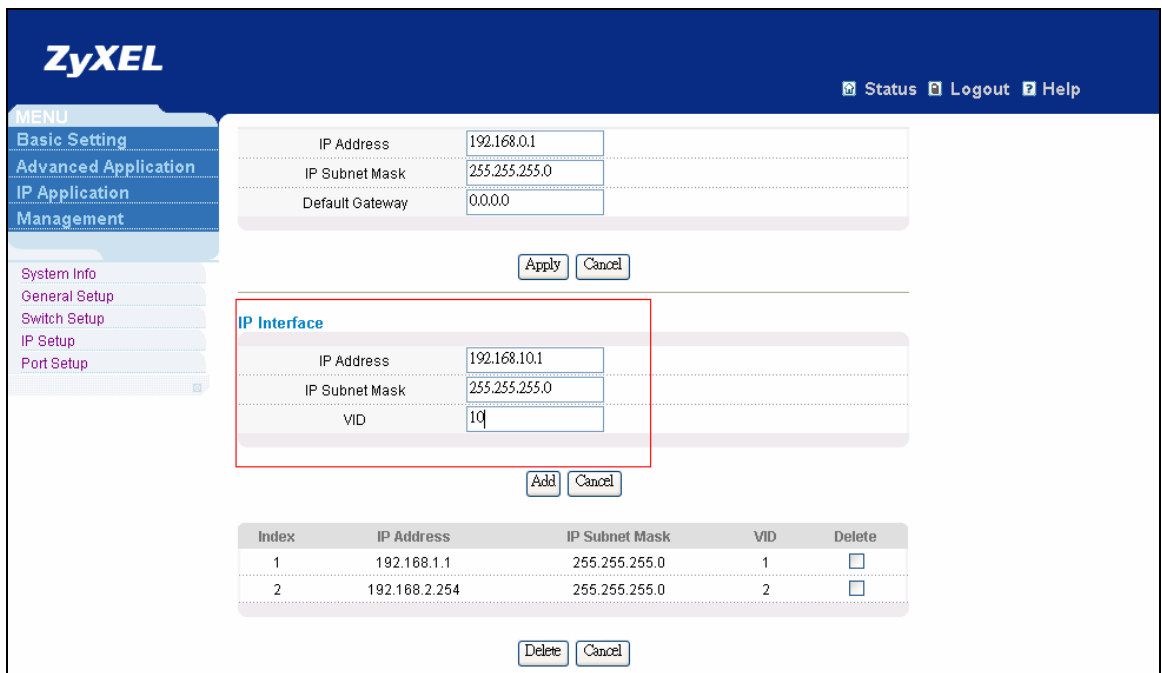 ZyXEL
Status Logout Help
MENU
Basic Setting
Advanced Application
IP Application
Management
System Info
General Setup
Switch Setup
IP Setup
Port Setup
IP Address 192.168.0.1
IP Subnet Mask 255.255.255.0
Default Gateway 0.0.0.0
Apply Cancel
IP Interface
IP Address 192.168.10.1
IP Subnet Mask 255.255.255.0
VID 10
Add Cancel
Index IP Address IP Subnet Mask VID Delete
1 192.168.1.1 255.255.255.0 1
2 192.168.2.254 255.255.255.0 2
Delete Cancel